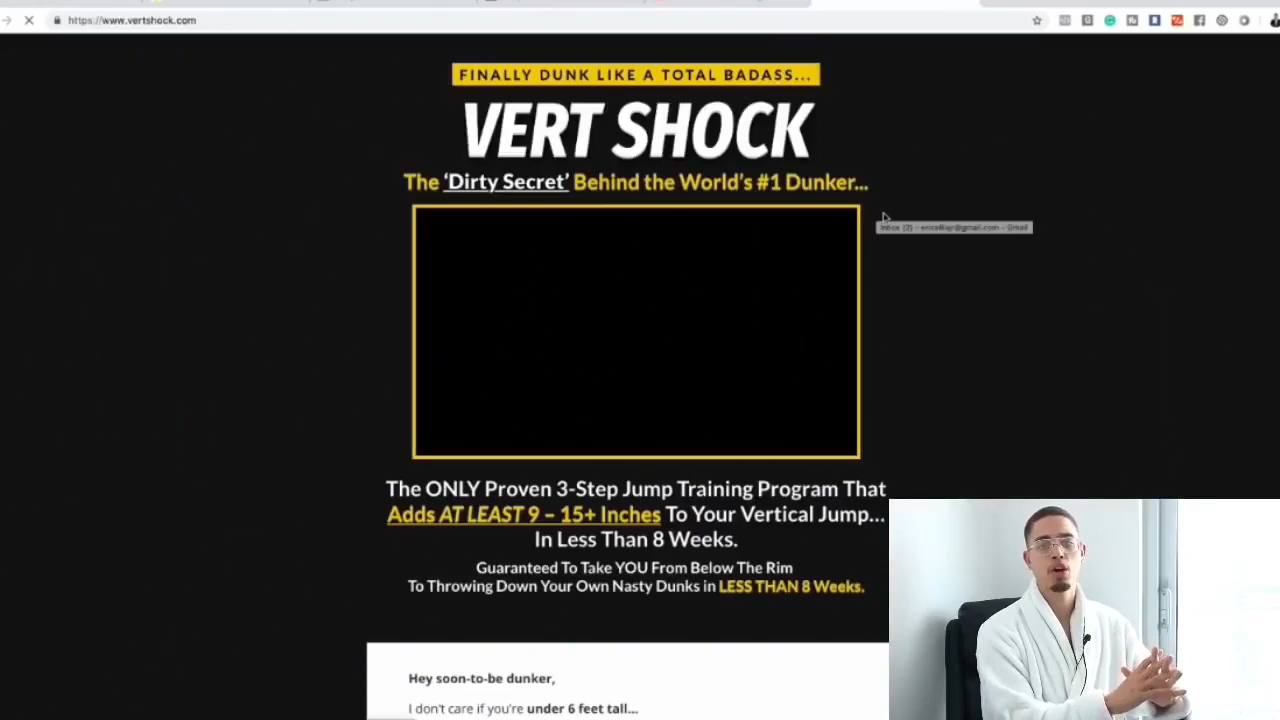 https://www.vertshock.com
FINALLY DUNK LIKE A TOTAL BADASS...
VERT SHOCK
The 'Dirty Secret' Behind the World's #1 Dunker...
The ONLY Proven 3-Step Jump Training Program That
Adds AT LEAST 9 – 15+ Inches To Your Vertical Jump...
In Less Than 8 Weeks.
Guaranteed To Take YOU From Below The Rim
To Throwing Down Your Own Nasty Dunks in LESS THAN 8 Weeks.
Hey soon-to-be dunker,
I don't care if you're under 6 feet tall...